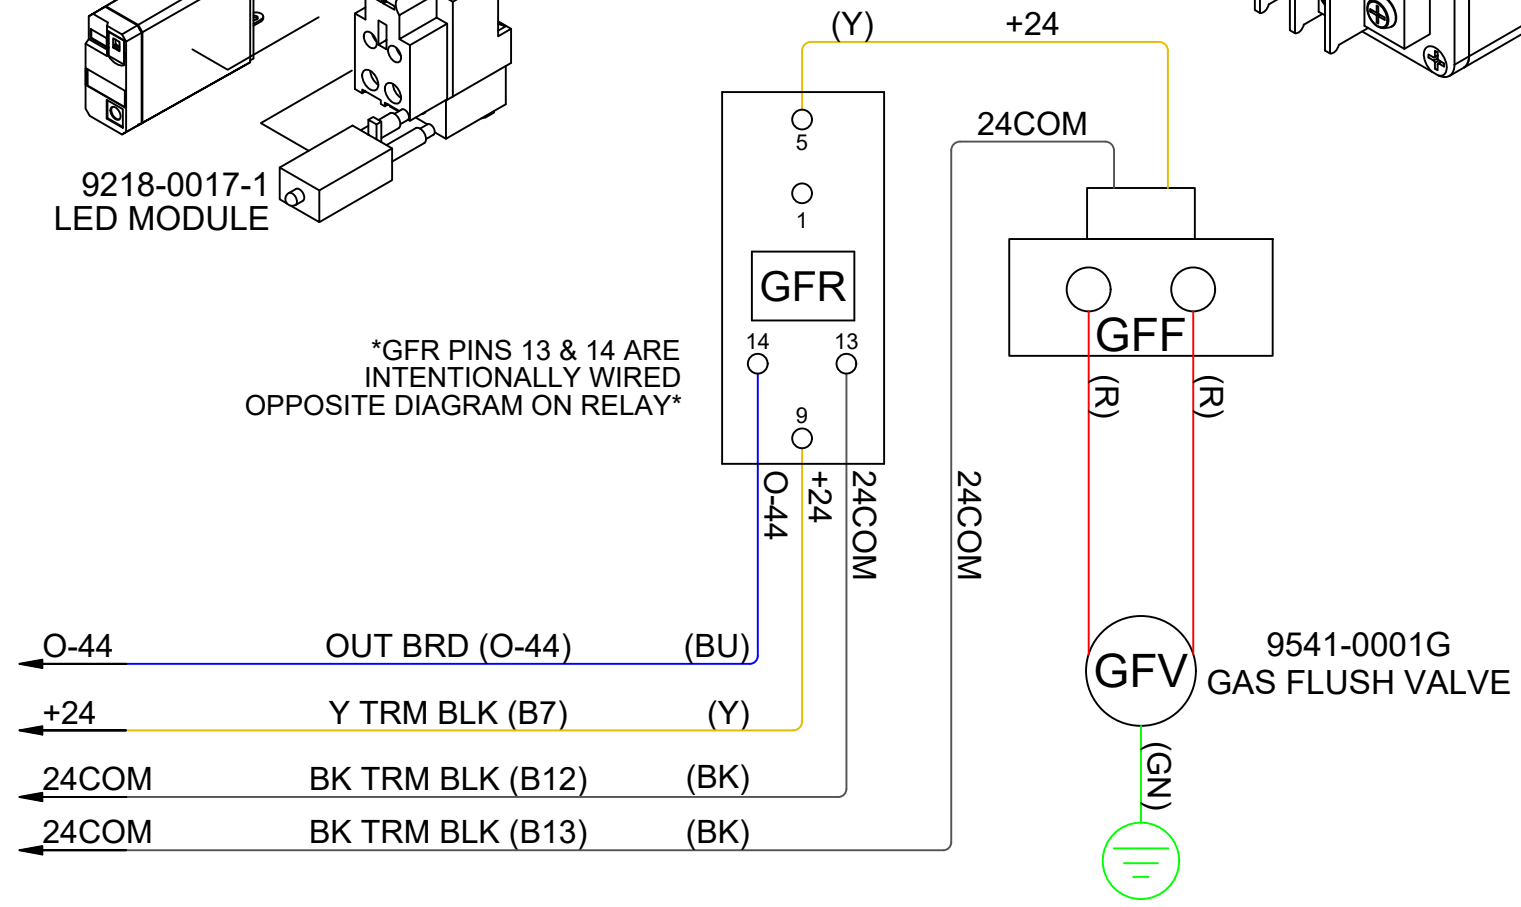 (Y)
+24
24COM
5
1
9218-0017-1
LED MODULE
GFR
GFF
14
13
*GFR PINS 13 & 14 ARE
INTENTIONALLY WIRED
OPPOSITE DIAGRAM ON RELAY*
(R)
(R)
9
O-44
+24
24COM
24COM
O-44
OUT BRD (O-44)
(BU)
+24
Y TRM BLK (B7)
(Y)
24COM
BK TRM BLK (B12)
(BK)
24COM
BK TRM BLK (B13)
(BK)
GFV
9541-0001G
GAS FLUSH VALVE
(GN)